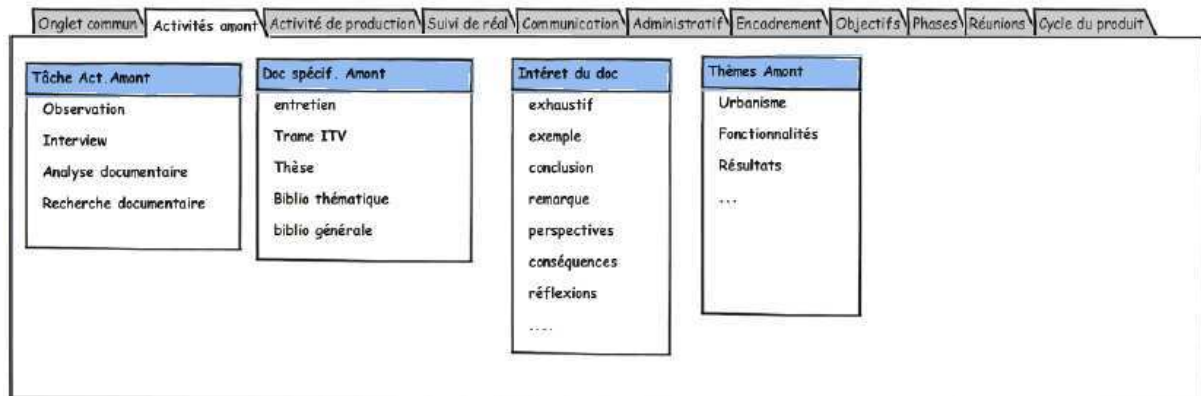 Onglet commun Activités amont Activité de production Suivi de réal Communication Administratif Encadrement Objectifs Phases Réunions Cycle du produit
Tâche Act. Amont
Observation
Interview
Analyse documentaire
Recherche documentaire
Doc spécif. Amont
entretien
Trame ITV
Thèse
Biblio thématique
biblio générale
Intéret du doc
exhaustif
exemple
conclusion
remarque
perspectives
conséquences
réflexions
....
Thèmes Amont
Urbanisme
Fonctionnalités
Résultats
...